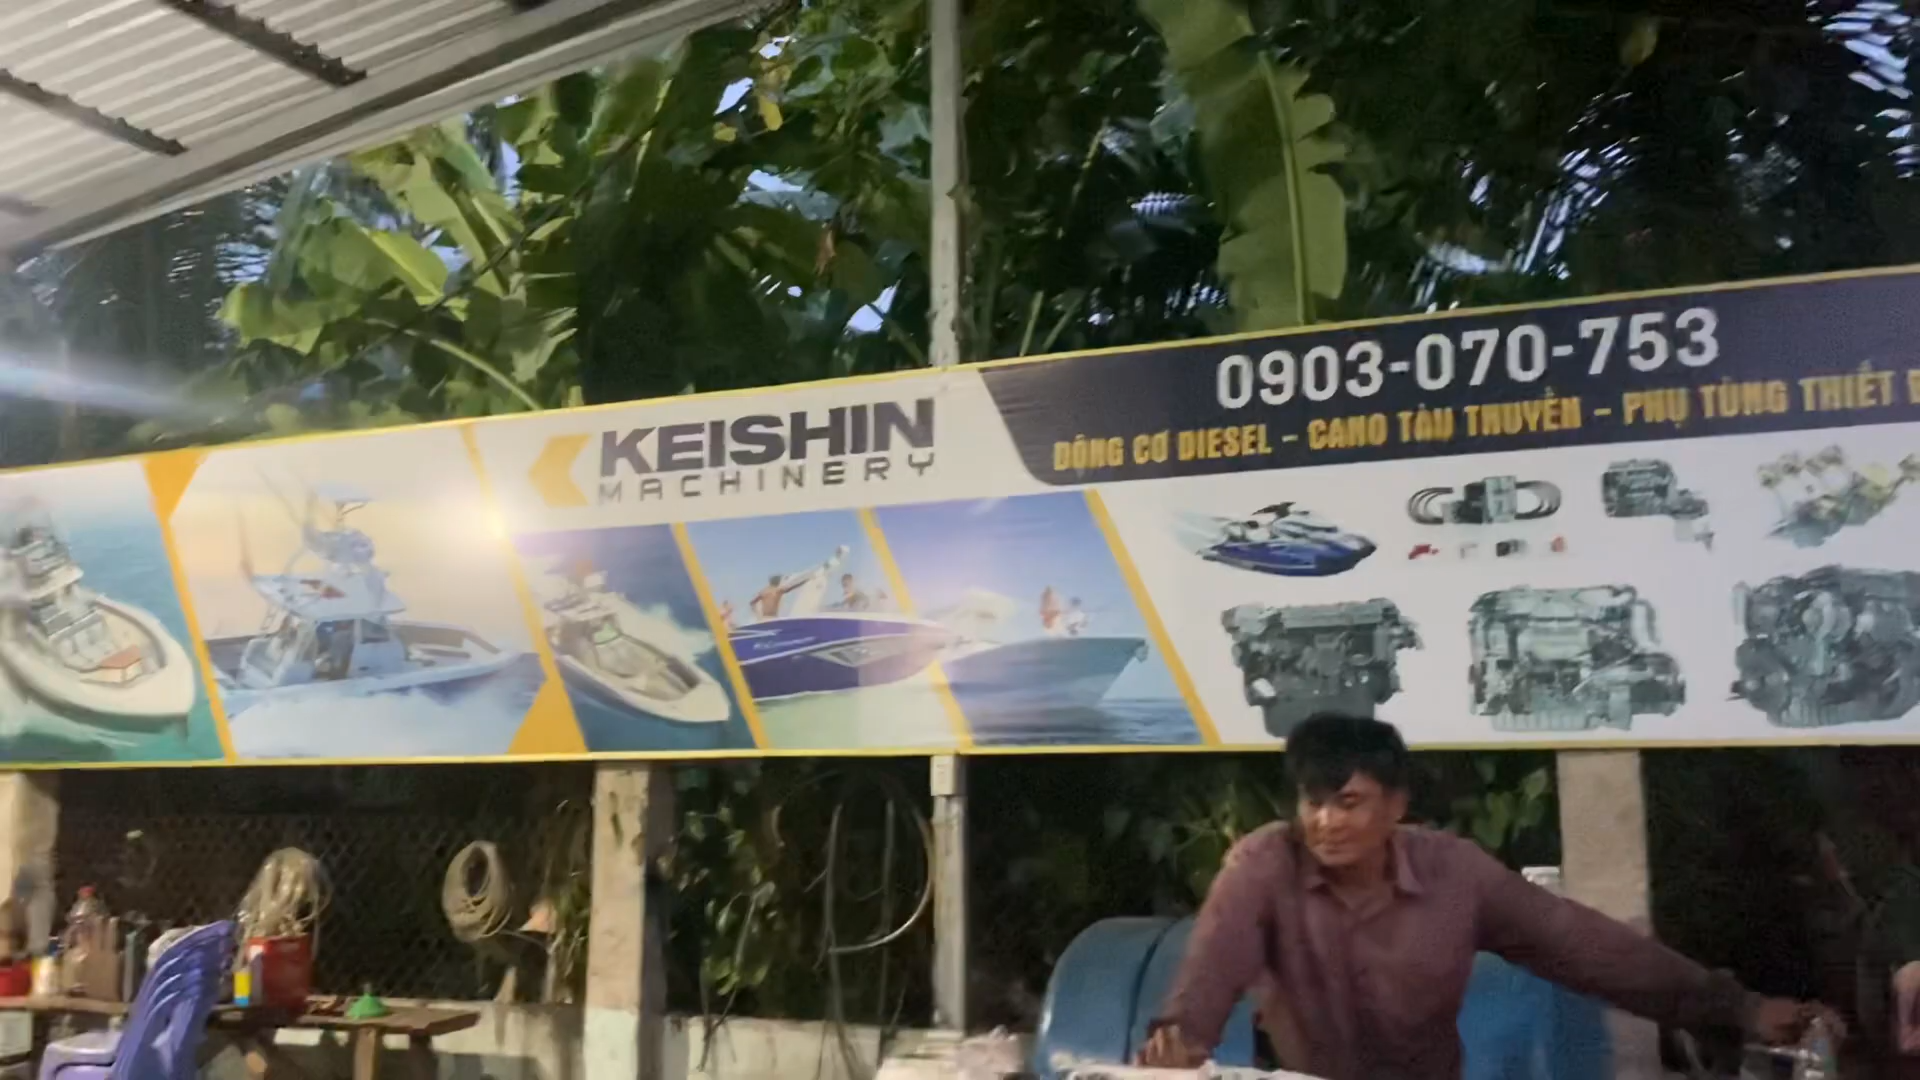 KEISHIN
MACHINERY
0903-070-753
ĐỘNG CƠ DIESEL - CANO TÀU THUYỀN - PHỤ TÙNG THIẾT